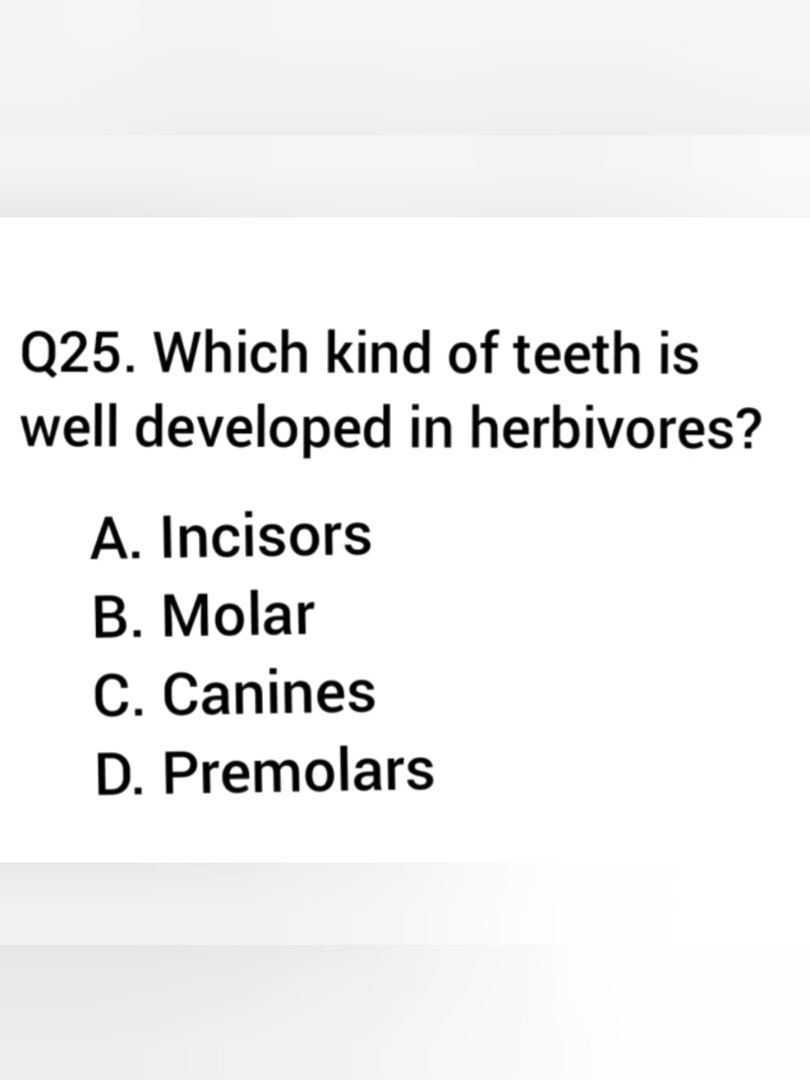 Q25. Which kind of teeth is
well developed in herbivores?
A. Incisors
B. Molar
C. Canines
D. Premolars